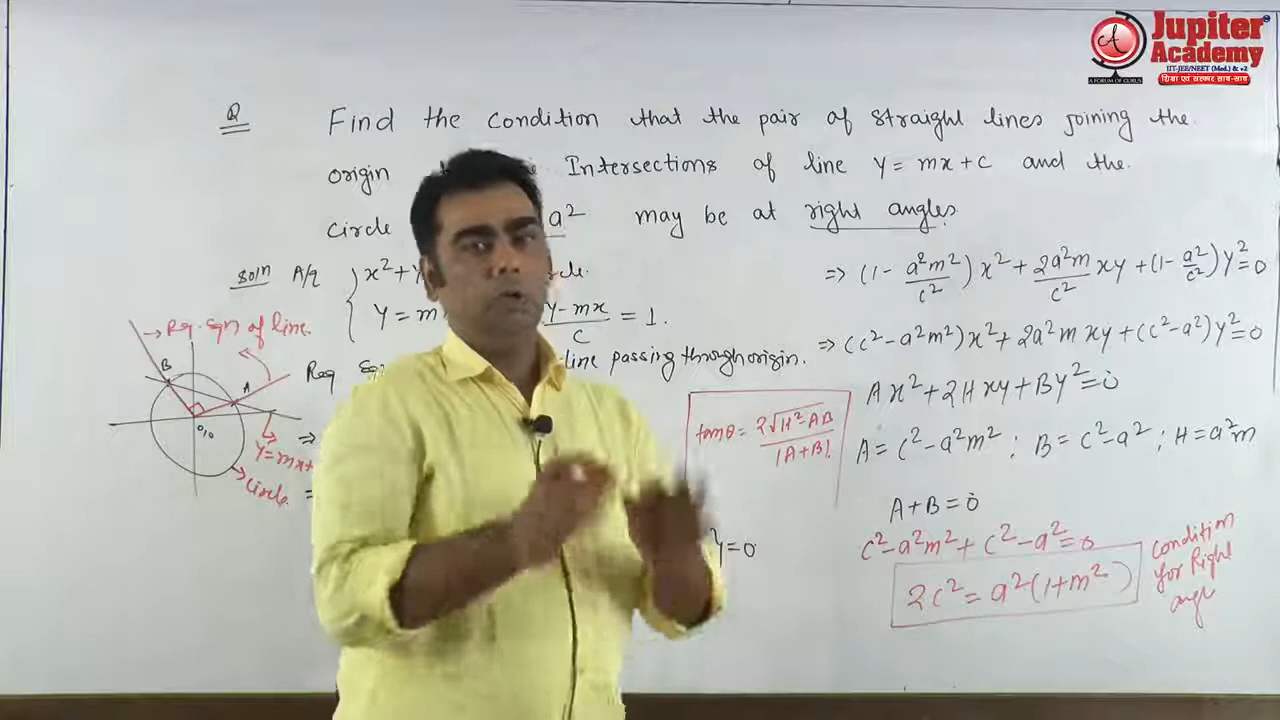 Jupiter
Academy
IIT-JEE/NEET (Med.) & +2
A FORUM OF GURUS
शिक्षा एवं संस्कार साथ-साथ
Q Find the condition that the pair of straight lines joining the
origin Intersections of line y = mx + c and the
circle a² may be at right angles.
soln A/q x² + y
y = m y - mx / c = 1.
Req line passing through origin.
Req. Eqn of line.
B
A
0,0
y = mx +
circle
⇒
=
y = 0
tanθ = 2√H² AB / |A+B|
⇒ (1 - a²m²/c²) x² + 2a²m/c² xy + (1 - a²/c²) y² = 0
⇒ (c² - a²m²) x² + 2a²m xy + (c² - a²) y² = 0
Ax² + 2Hxy + By² = 0
A = c² - a²m² ; B = c² - a² ; H = a²m
A + B = 0
c² - a²m² + c² - a² = 0
2c² = a²(1 + m²)
condition
for Right
angle